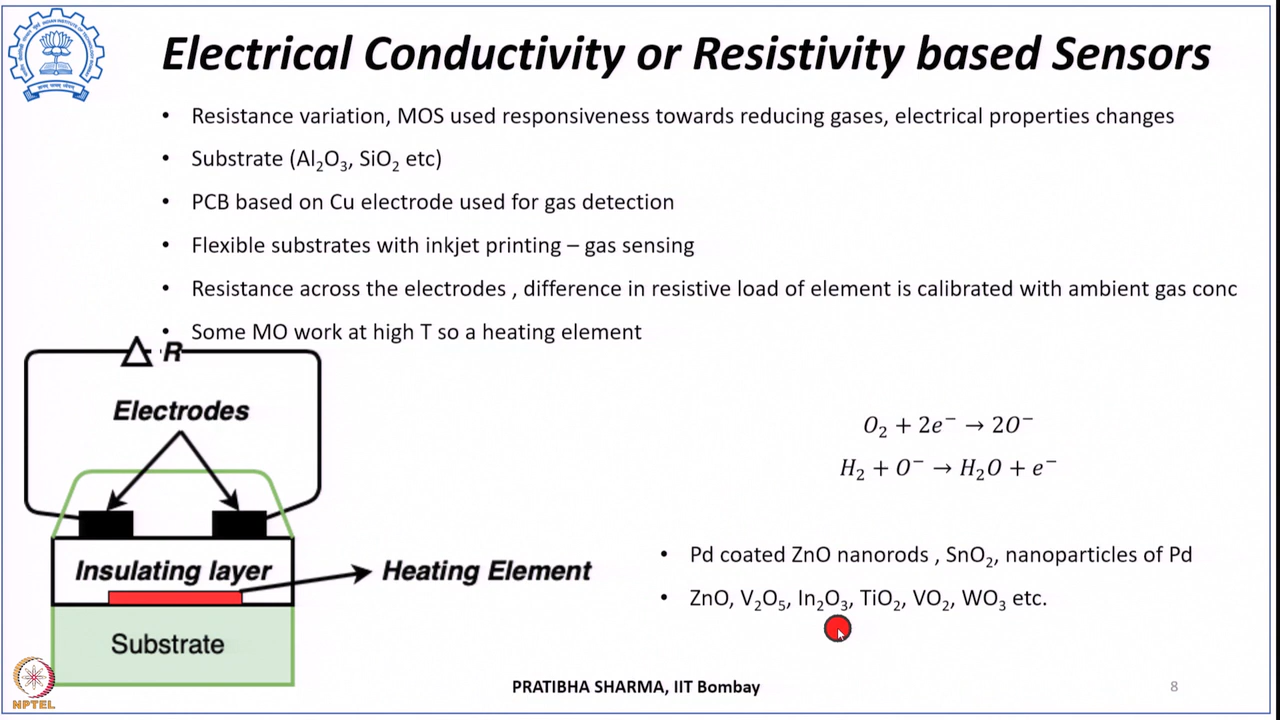 Electrical Conductivity or Resistivity based Sensors
• Resistance variation, MOS used responsiveness towards reducing gases, electrical properties changes
• Substrate (Al₂O₃, SiO₂ etc)
• PCB based on Cu electrode used for gas detection
• Flexible substrates with inkjet printing – gas sensing
• Resistance across the electrodes , difference in resistive load of element is calibrated with ambient gas conc
• Some MO work at high T so a heating element
Δ R
Electrodes
Insulating layer
Heating Element
Substrate
O₂ + 2e⁻ → 2O⁻
H₂ + O⁻ → H₂O + e⁻
• Pd coated ZnO nanorods , SnO₂, nanoparticles of Pd
• ZnO, V₂O₅, In₂O₃, TiO₂, VO₂, WO₃ etc.
NPTEL
PRATIBHA SHARMA, IIT Bombay
8